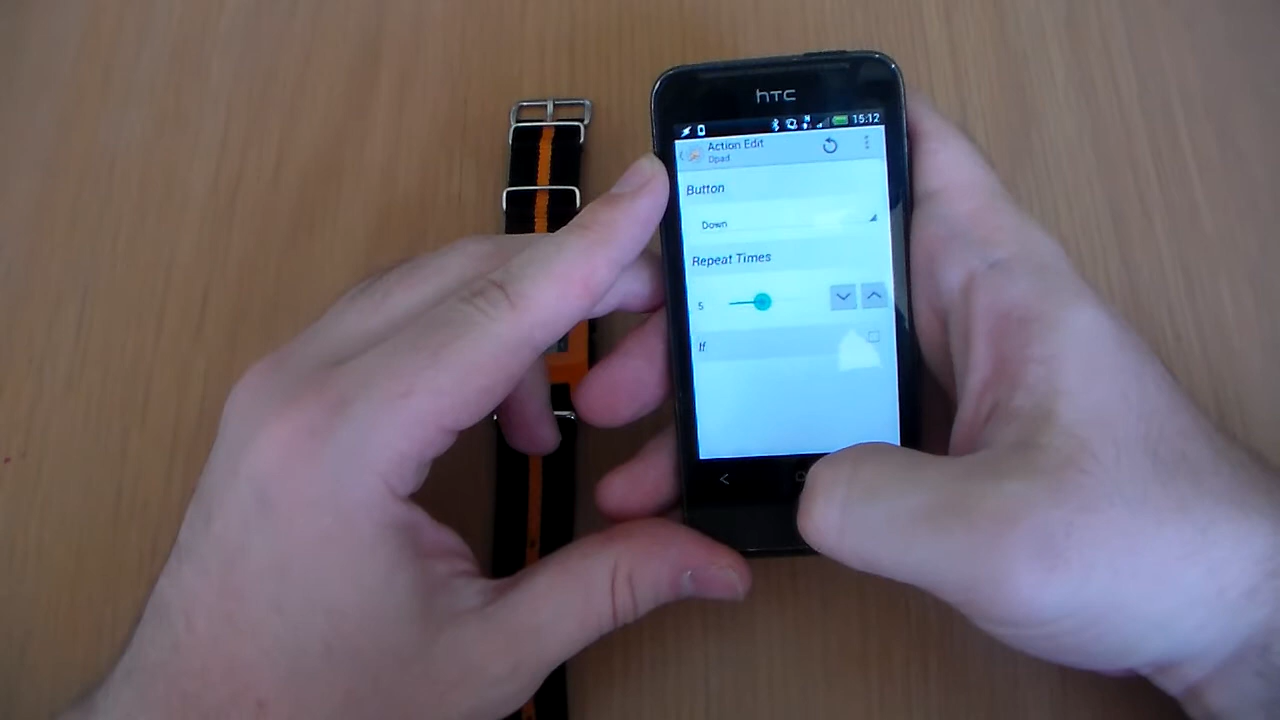 hTC
15:12
Action Edit
Dpad
Button
Down
Repeat Times
5
If